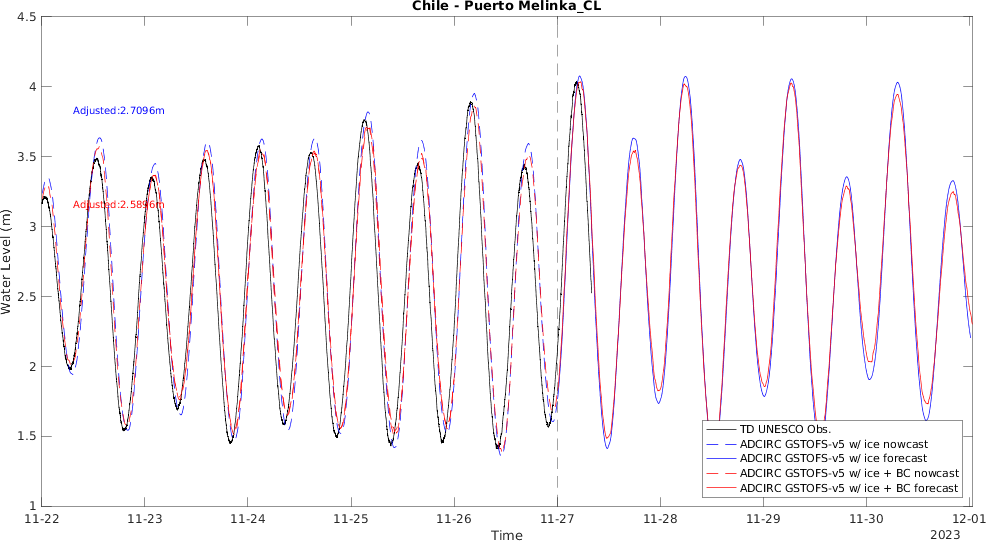 Chile - Puerto Melinka_CL
4.5
4
3.5
3
2.5
2
1.5
1
Water Level (m)
Adjusted:2.7096m
Adjusted:2.5896m
TD UNESCO Obs.
ADCIRC GSTOFS-v5 w/ ice nowcast
ADCIRC GSTOFS-v5 w/ ice forecast
ADCIRC GSTOFS-v5 w/ ice + BC nowcast
ADCIRC GSTOFS-v5 w/ ice + BC forecast
11-22 11-23 11-24 11-25 11-26 11-27 11-28 11-29 11-30 12-01
Time
2023